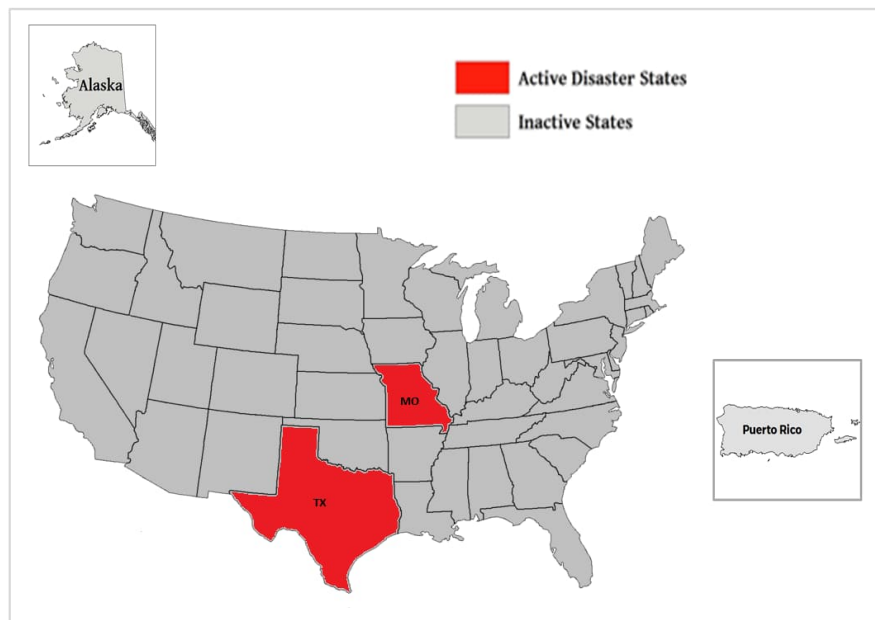 Alaska
Active Disaster States
Inactive States
MO
TX
Puerto Rico